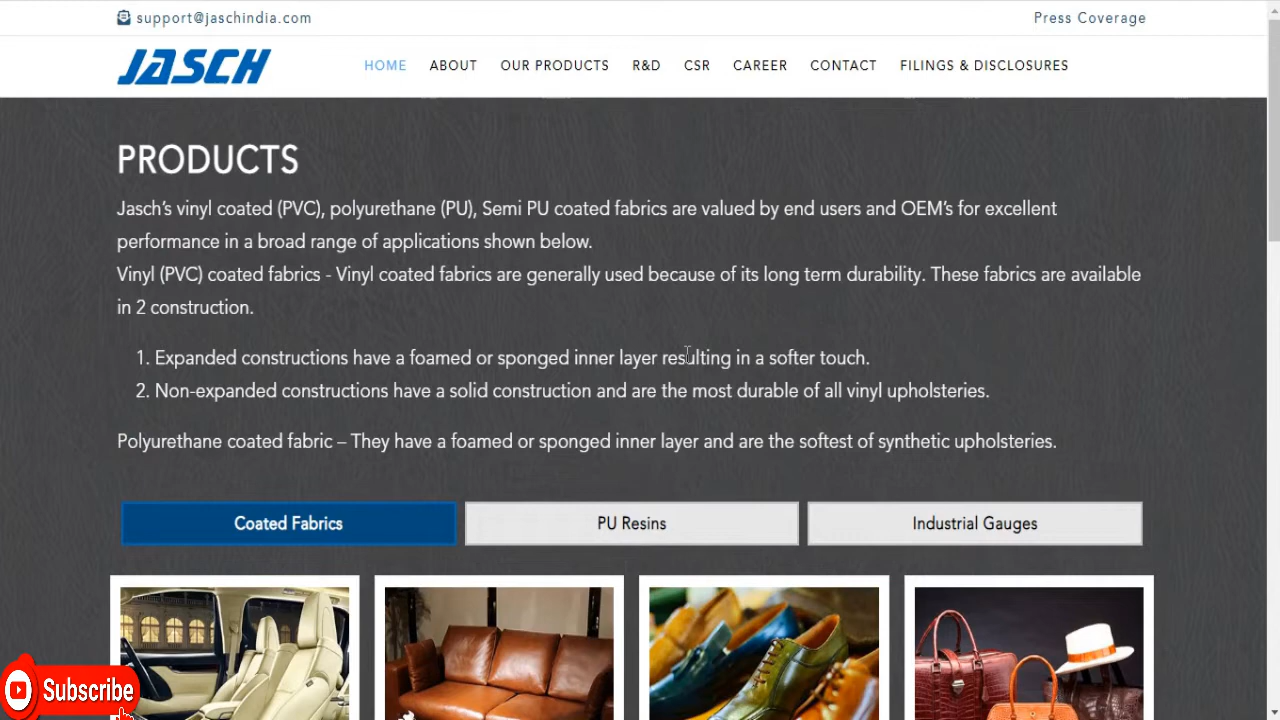 support@jaschindia.com
Press Coverage
JASCH
HOME
ABOUT
OUR PRODUCTS
R&D
CSR
CAREER
CONTACT
FILINGS & DISCLOSURES
PRODUCTS
Jasch's vinyl coated (PVC), polyurethane (PU), Semi PU coated fabrics are valued by end users and OEM's for excellent
performance in a broad range of applications shown below.
Vinyl (PVC) coated fabrics - Vinyl coated fabrics are generally used because of its long term durability. These fabrics are available
in 2 construction.
1. Expanded constructions have a foamed or sponged inner layer resulting in a softer touch.
2. Non-expanded constructions have a solid construction and are the most durable of all vinyl upholsteries.
Polyurethane coated fabric – They have a foamed or sponged inner layer and are the softest of synthetic upholsteries.
Coated Fabrics
PU Resins
Industrial Gauges
Subscribe